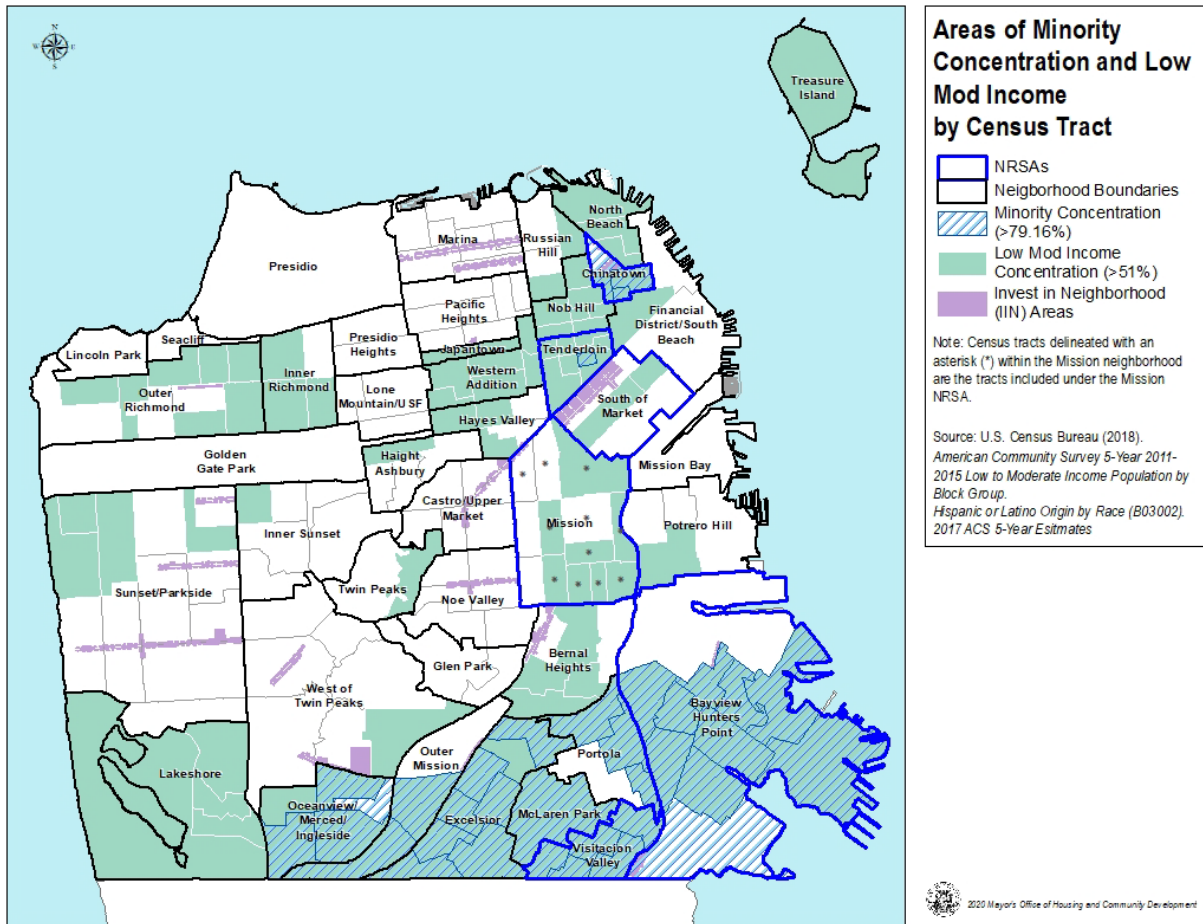 N
W E
S
Treasure
Island
North
Beach
Marina
Russian
Hill
Presidio
Chinatown
Pacific
Heights
Nob Hill
Financial
District/South
Beach
Seacliff
Lincoln Park
Presidio
Heights
Japantown
Tenderloin
Western
Addition
Inner
Richmond
Outer
Richmond
Lone
Mountain/USF
South of
Market
Hayes Valley
Golden
Gate Park
Haight
Ashbury
Mission Bay
Castro/Upper
Market
Mission
Potrero Hill
Inner Sunset
Twin Peaks
Sunset/Parkside
Noe Valley
Glen Park
Bernal
Heights
West of
Twin Peaks
Bayview
Hunters
Point
Outer
Mission
Portola
Lakeshore
Oceanview/
Merced/
Ingleside
Excelsior
McLaren Park
Visitacion
Valley
Areas of Minority
Concentration and Low
Mod Income
by Census Tract
NRSAs
Neigborhood Boundaries
Minority Concentration
(>79.16%)
Low Mod Income
Concentration (>51%)
Invest in Neighborhood
(IIN) Areas
Note: Census tracts delineated with an
asterisk (*) within the Mission neighborhood
are the tracts included under the Mission
NRSA.
Source: U.S. Census Bureau (2018).
American Community Survey 5-Year 2011-
2015 Low to Moderate Income Population by
Block Group.
Hispanic or Latino Origin by Race (B03002).
2017 ACS 5-Year Esitmates
2020 Mayor's Office of Housing and Community Development